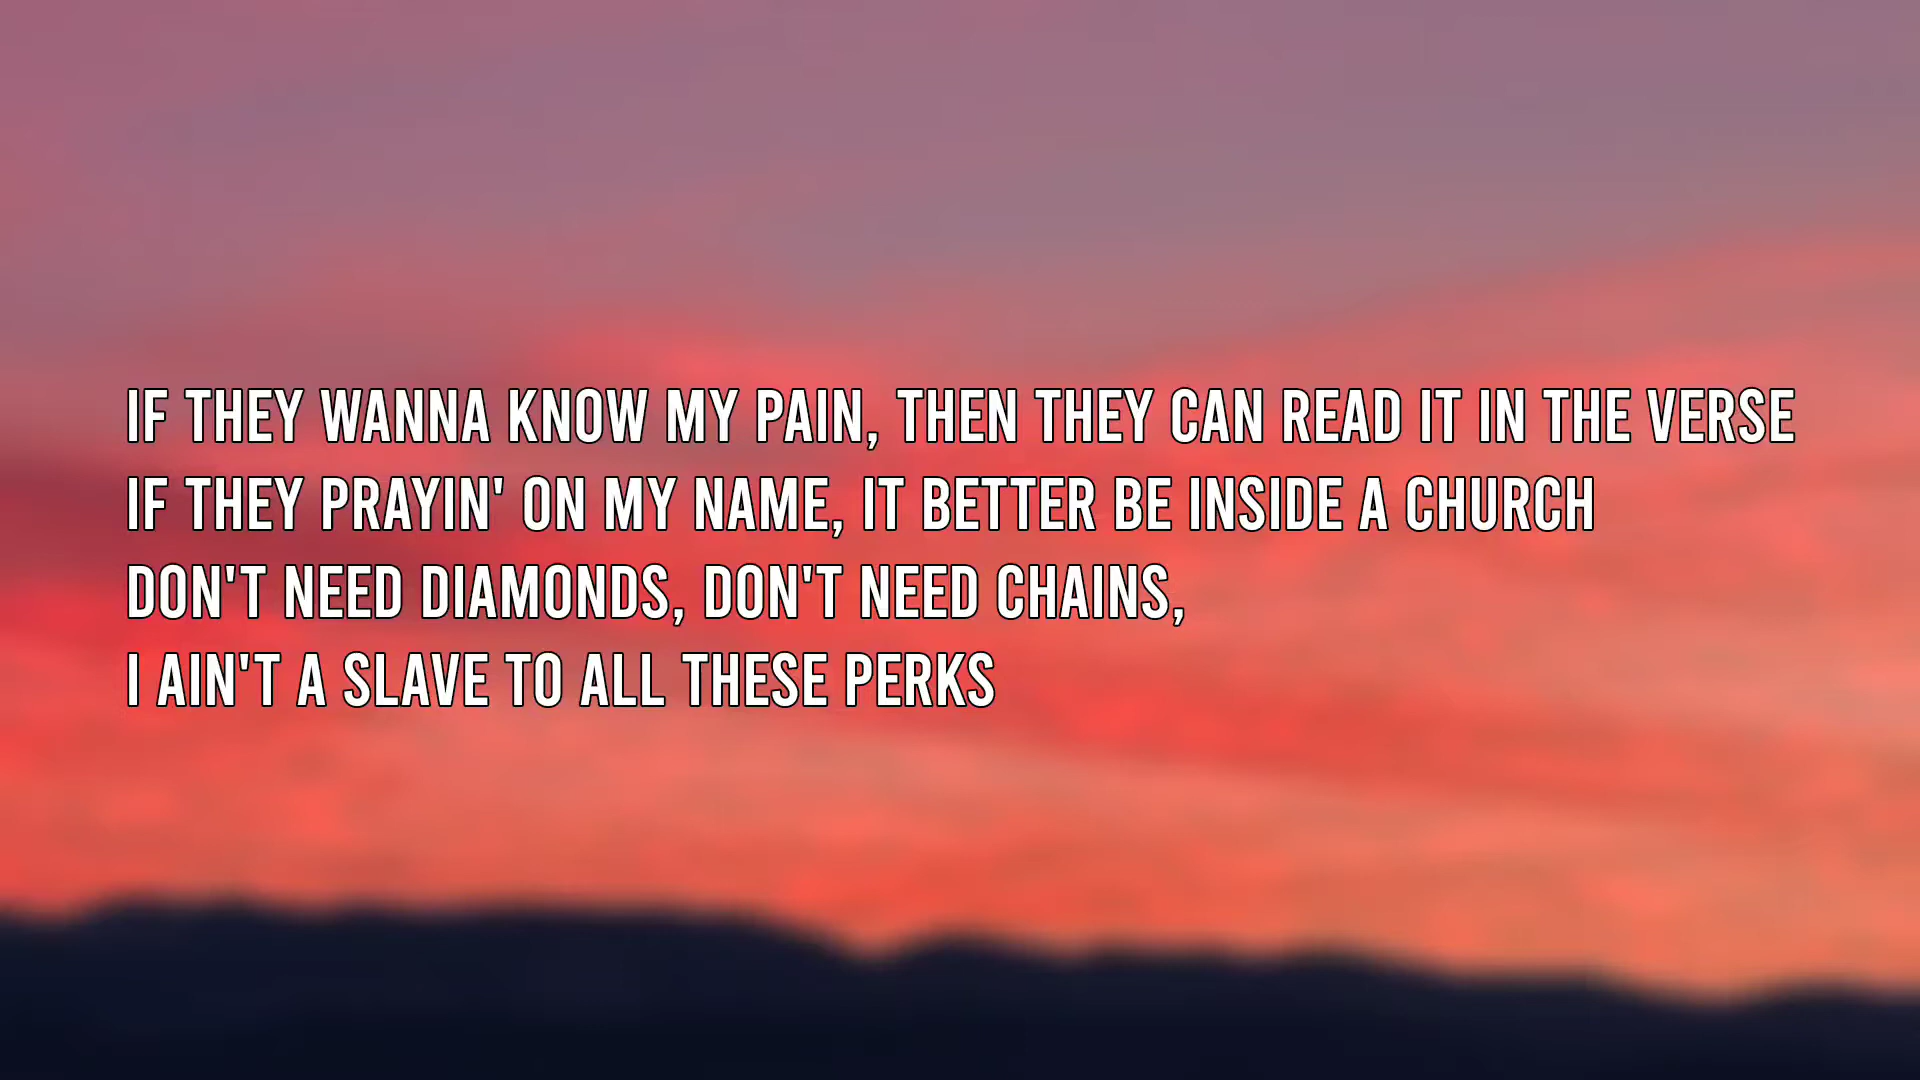 IF THEY WANNA KNOW MY PAIN, THEN THEY CAN READ IT IN THE VERSE
IF THEY PRAYIN' ON MY NAME, IT BETTER BE INSIDE A CHURCH
DON'T NEED DIAMONDS, DON'T NEED CHAINS,
I AIN'T A SLAVE TO ALL THESE PERKS